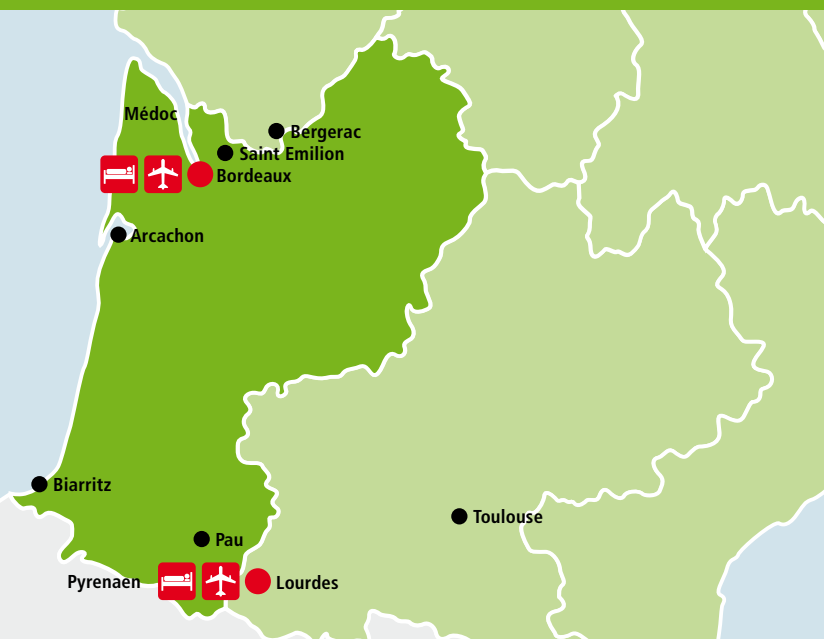 Médoc
Bergerac
Saint Emilion
Bordeaux
Arcachon
Biarritz
Toulouse
Pau
Pyrenaen
Lourdes